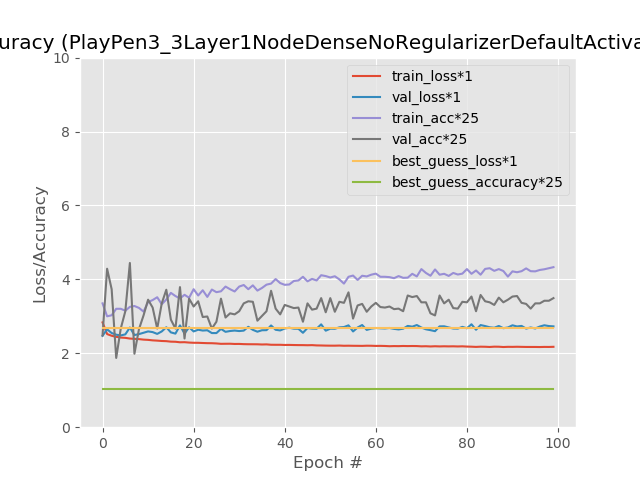 uracy (PlayPen3_3Layer1NodeDenseNoRegularizerDefaultActiva
10
8
6
4
2
0
Loss/Accuracy
train_loss*1
val_loss*1
train_acc*25
val_acc*25
best_guess_loss*1
best_guess_accuracy*25
0 20 40 60 80 100
Epoch #